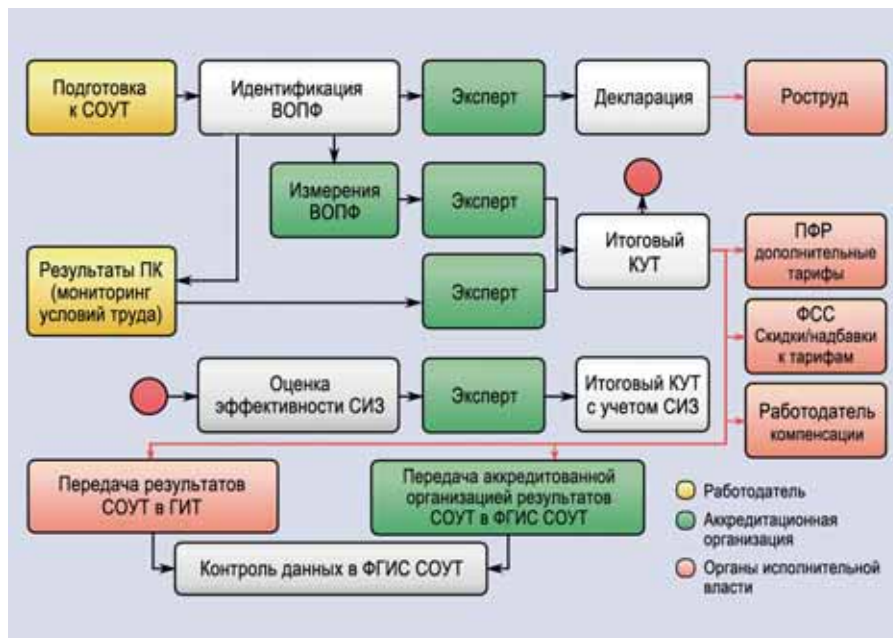 Подготовка
к СОУТ
Идентификация
ВОПФ
Эксперт
Декларация
Роструд
Измерения
ВОПФ
Эксперт
Итоговый
КУТ
ПФР
дополнительные
тарифы
Результаты ПК
(мониторинг
условий труда)
Эксперт
ФСС
Скидки/надбавки
к тарифам
Оценка
эффективности СИЗ
Эксперт
Итоговый КУТ
с учетом СИЗ
Работодатель
компенсации
Передача результатов
СОУТ в ГИТ
Передача аккредитованной
организацией результатов
СОУТ в ФГИС СОУТ
Контроль данных в ФГИС СОУТ
Работодатель
Аккредитационная
организация
Органы исполнительной
власти